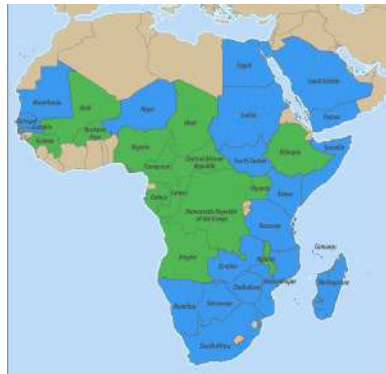 Egypt
Saudi Arabia
Mauritania
Mali
Niger
Chad
Sudan
Yemen
Senegal
Gambia
Burkina
Faso
Guinea
Nigeria
Ethiopia
Somalia
Cameroon
Central African
Republic
South Sudan
Gabon
Congo
Uganda
Kenya
Democratic Republic
of the Congo
Tanzania
Comoros
Angola
Malawi
Zambia
Mozambique
Zimbabwe
Madagascar
Namibia
Botswana
South Africa